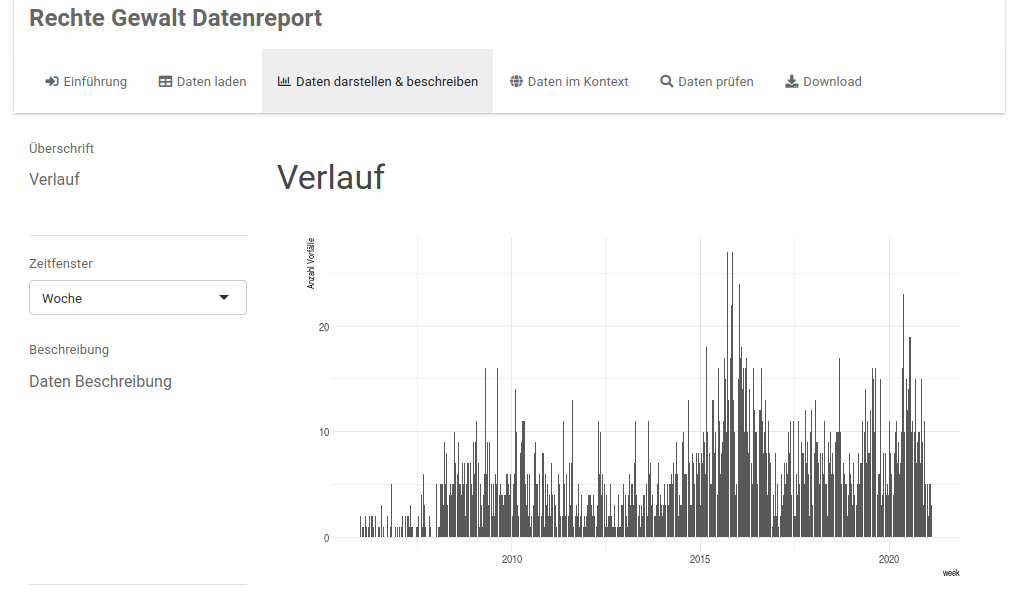 Rechte Gewalt Datenreport
Einführung Daten laden Daten darstellen & beschreiben Daten im Kontext Daten prüfen Download
Überschrift
Verlauf
Zeitfenster
Woche
Beschreibung
Daten Beschreibung
Verlauf
Anzahl Vorfälle
20
10
0
2010 2015 2020
week